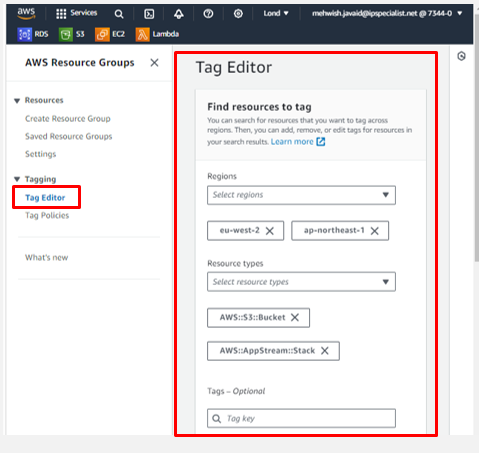 aws Services Lond mehwish.javaid@ipspecialist.net @ 7344-0
RDS S3 EC2 Lambda
AWS Resource Groups
Resources
Create Resource Group
Saved Resource Groups
Settings
Tagging
Tag Editor
Tag Policies
What's new
Tag Editor
Find resources to tag
You can search for resources that you want to tag across
regions. Then, you can add, remove, or edit tags for resources in
your search results. Learn more
Regions
Select regions
eu-west-2 ap-northeast-1
Resource types
Select resource types
AWS::S3::Bucket
AWS::AppStream::Stack
Tags – Optional
Tag key